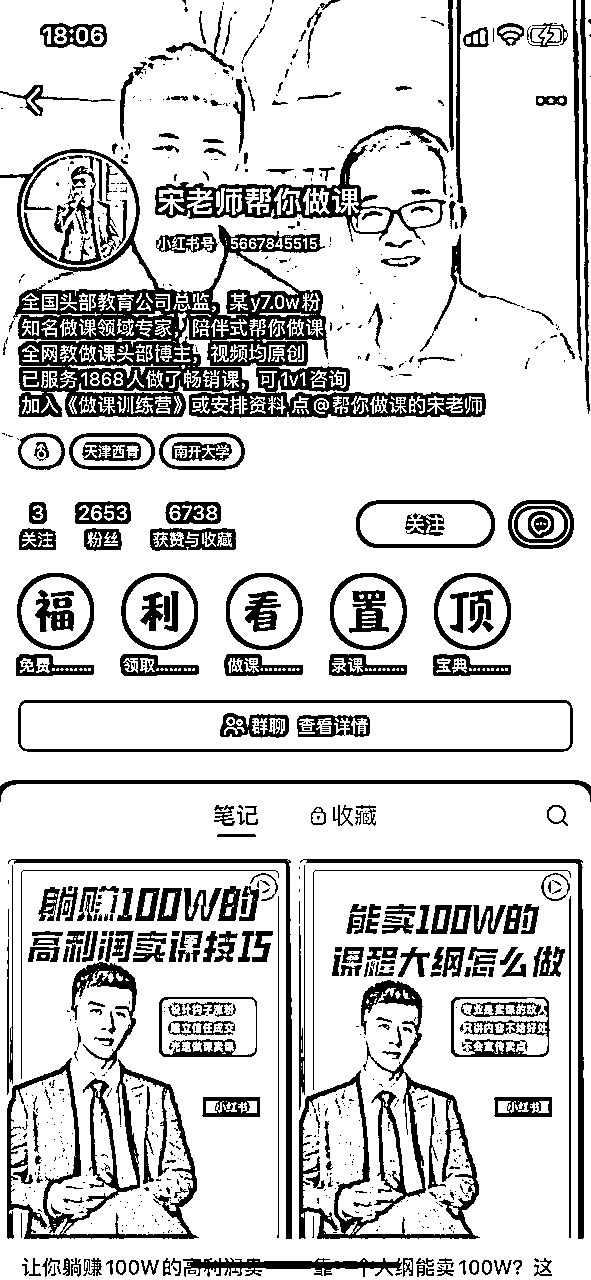 18:06
宋老师帮你做课
小红书号 5667845515
全国头部教育公司总监，某y7.0w粉
知名做课领域专家，陪伴式帮你做课
全网教做课头部博主，视频均原创
已服务1868人做了畅销课，可1v1咨询
加入《做课训练营》或安排资料 点@帮你做课的宋老师
天津西青 南开大学
3 2653 6738
关注 粉丝 获赞与收藏
关注
福 利 看 置 顶
免费……… 领取……… 做课……… 录课……… 宝典………
群聊 查看详情
笔记 收藏
躺赚100W的
高利润卖课技巧
小红书
能卖100W的
课程大纲怎么做
小红书
让你躺赚100W的高利润卖
靠一个大纲能卖100W？这